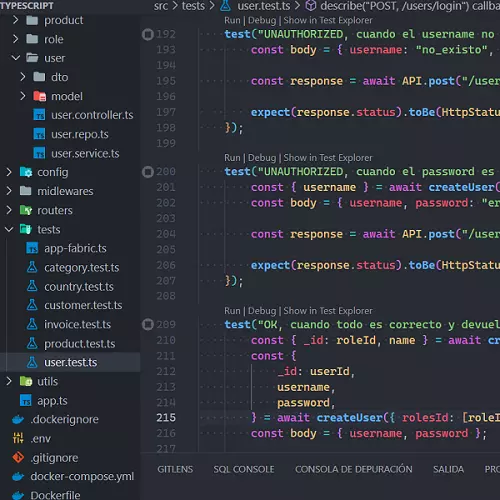 TYPESCRIPT
product
role
user
dto
model
user.controller.ts
user.repo.ts
user.service.ts
config
midlewares
routers
tests
app-fabric.ts
category.test.ts
country.test.ts
customer.test.ts
invoice.test.ts
product.test.ts
user.test.ts
utils
app.ts
.dockerignore
.env
.gitignore
docker-compose.yml
Dockerfile
src > tests > user.test.ts > describe("POST, /users/login") callba
Run | Debug | Show in Test Explorer
192 test("UNAUTHORIZED, cuando el username no
193 const body = { username: "no_existo",
194
195 const response = await API.post("/user
196
197 expect(response.status).toBe(HttpStatu
198 });
199
Run | Debug | Show in Test Explorer
200 test("UNAUTHORIZED, cuando el password es
201 const { username } = await createUser(
202 const body = { username, password: "er
203
204 const response = await API.post("/user
205
206 expect(response.status).toBe(HttpStatu
207 });
208
Run | Debug | Show in Test Explorer
209 test("OK, cuando todo es correcto y devuel
210 const { _id: roleId, name } = await cr
211 const {
212 _id: userId,
213 username,
214 password,
215 } = await createUser({ rolesId: [roleI
216 const body = { username, password };
217
GITLENS SQL CONSOLE CONSOLA DE DEPURACIÓN SALIDA PRO